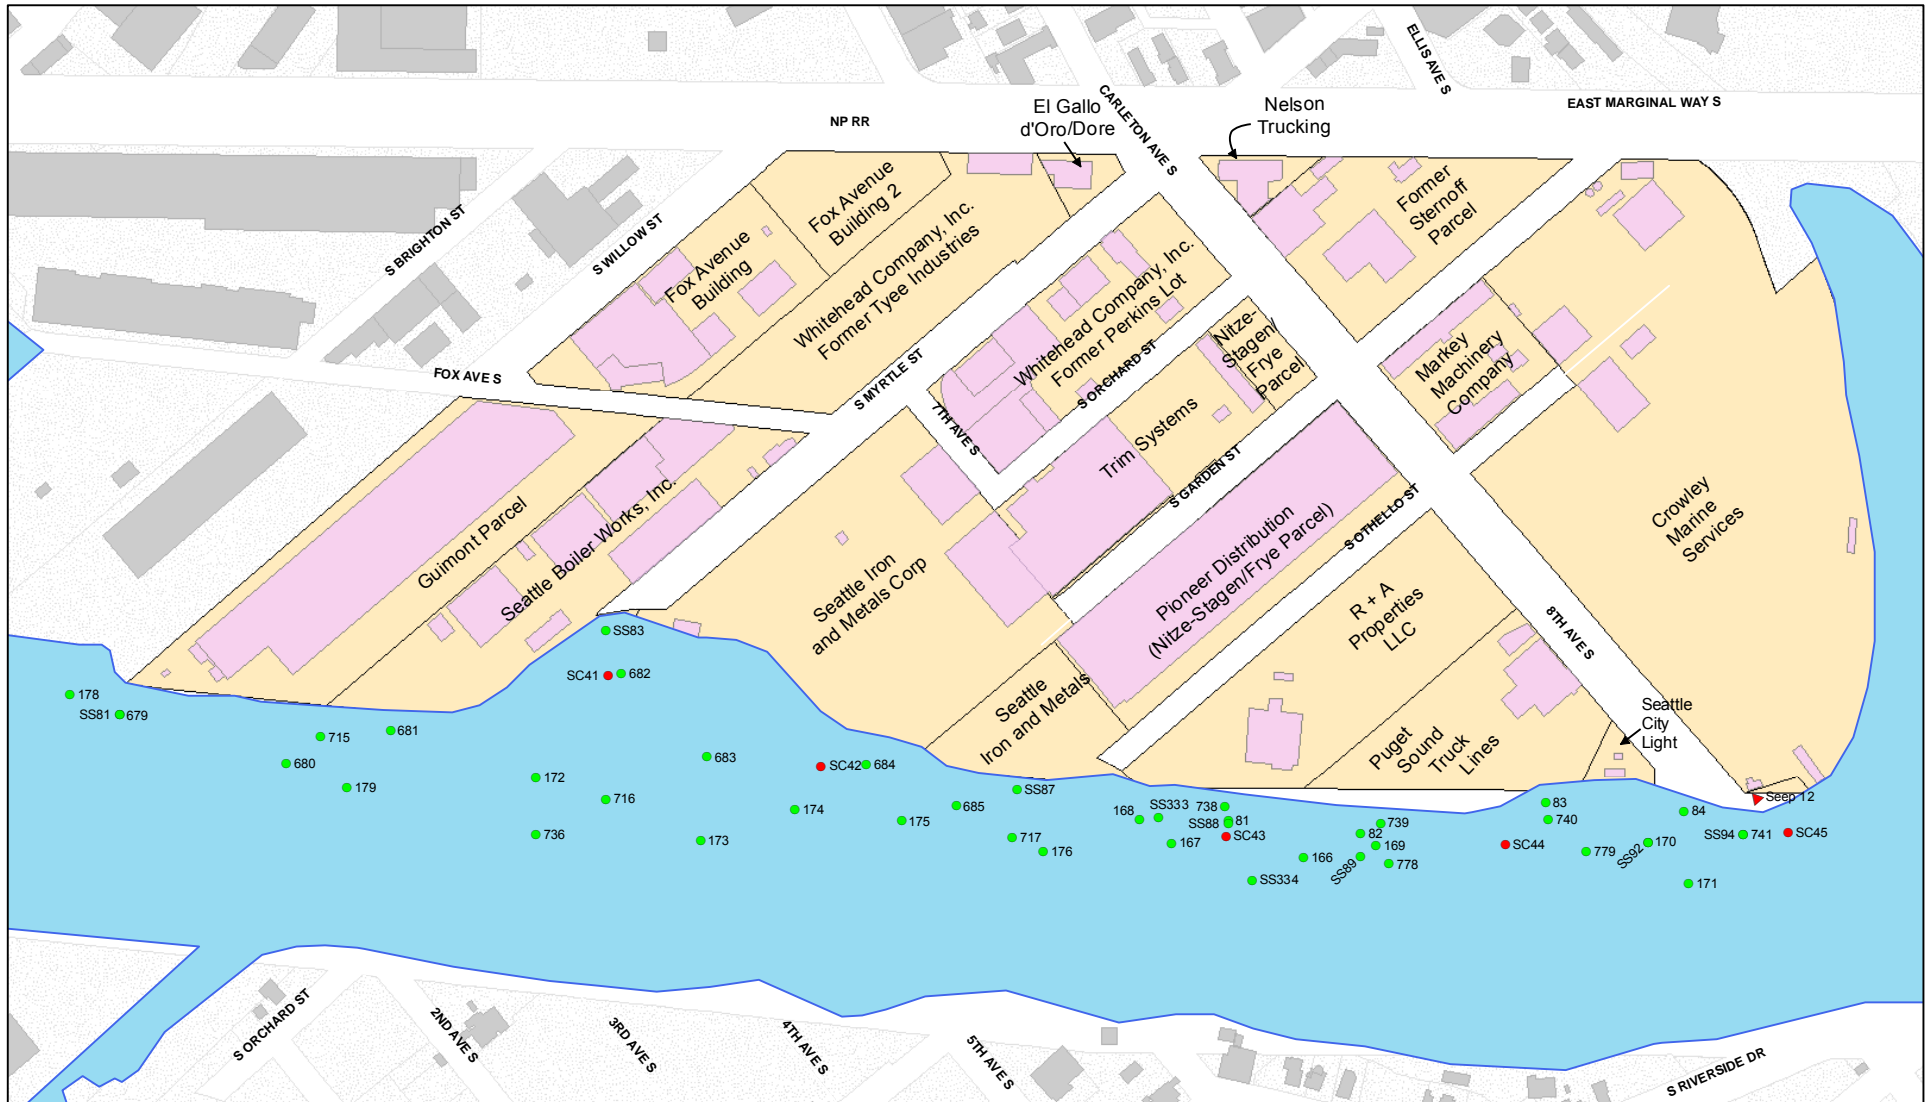 ELLIS AVE S
EAST MARGINAL WAY S
CARLETON AVE S
NP RR
El Gallo
d'Oro/Dore
Nelson
Trucking
S BRIGHTON ST
S WILLOW ST
Fox Avenue
Building 2
Fox Avenue
Building
Whitehead Company, Inc.
Former Tyee Industries
Former
Sternoff
Parcel
Whitehead Company, Inc.
Former Perkins Lot
Nitze-
Stagen/
Frye
Parcel
Markey
Machinery
Company
FOX AVE S
S MYRTLE ST
7TH AVE S
S ORCHARD ST
Trim Systems
S GARDEN ST
S OTHELLO ST
Guimont Parcel
Seattle Boiler Works, Inc.
Seattle Iron
and Metals Corp
Pioneer Distribution
(Nitze-Stagen/Frye Parcel)
Crowley
Marine
Services
R + A
Properties
LLC
8TH AVE S
Seattle
Iron and Metals
Puget
Sound
Truck
Lines
Seattle
City
Light
SS83
SC41
682
178
SS81
679
715
681
680
179
172
716
736
683
173
SC42
684
174
175
685
SS87
717
176
168
SS333
738
81
SS88
SC43
167
SS334
166
82
739
169
SS89
778
83
740
SC44
779
SS92
170
84
171
SS94
741
SC45
Seep 12
S ORCHARD ST
2ND AVE S
3RD AVE S
4TH AVE S
5TH AVE S
S RIVERSIDE DR